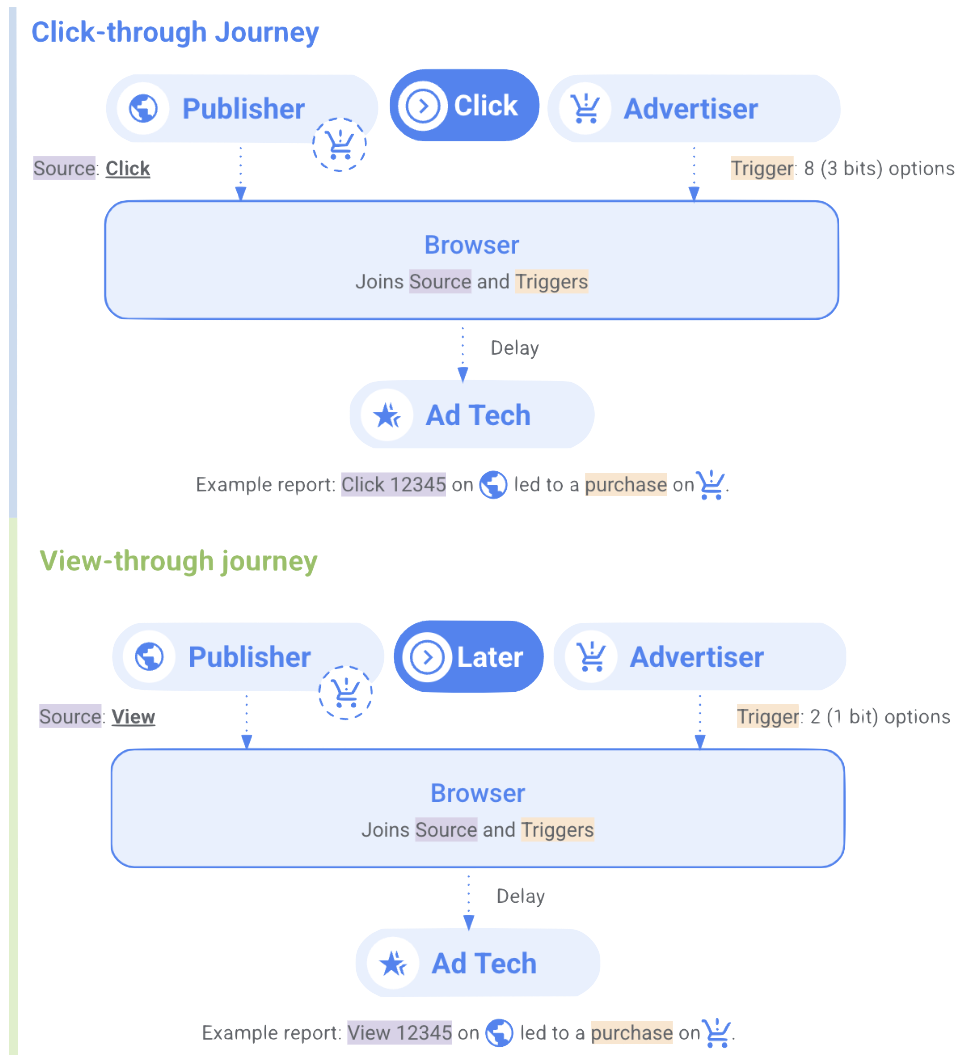 Click-through Journey
Publisher
Click
Advertiser
Source: Click
Trigger: 8 (3 bits) options
Browser
Joins Source and Triggers
Delay
Ad Tech
Example report: Click 12345 on led to a purchase on .
View-through journey
Publisher
Later
Advertiser
Source: View
Trigger: 2 (1 bit) options
Browser
Joins Source and Triggers
Delay
Ad Tech
Example report: View 12345 on led to a purchase on .